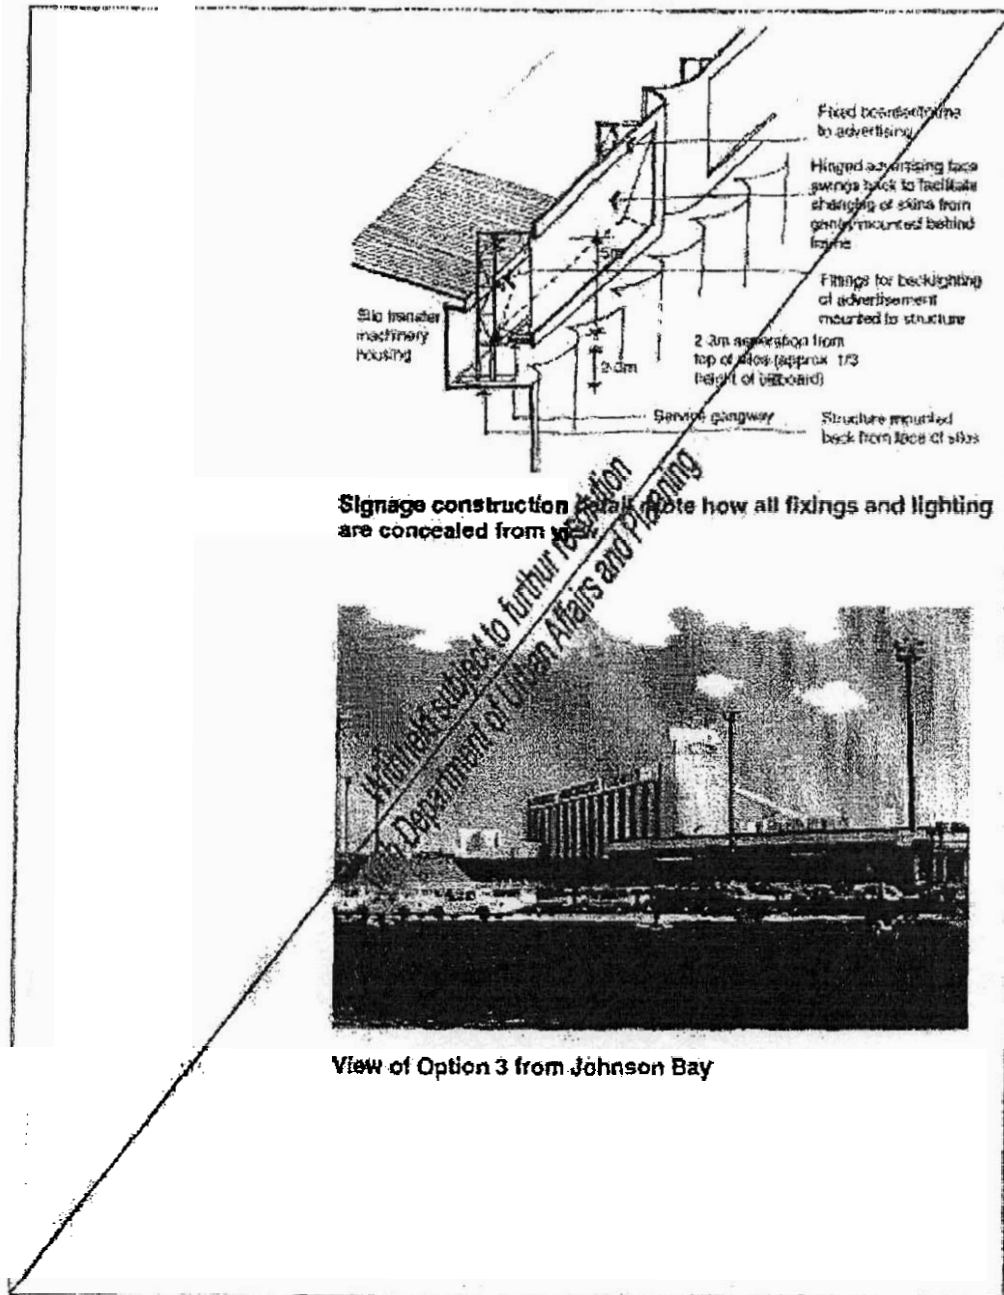 Fixed boarder frame
to advertising
Hinged advertising face
swings back to facilitate
changing of skins from
gantry mounted behind
frame
Fittings for backlighting
of advertisement
mounted to structure
5m
Silo transfer
machinery
housing
2-3m separation from
top of silos (approx 1/3
height of billboard)
2-3m
Service gangway
Structure mounted
back from face of silos
Signage construction detail note how all fixings and lighting
are concealed from view
Withheld subject to furthur resolution
with Department of Urban Affairs and Planning
View of Option 3 from Johnson Bay